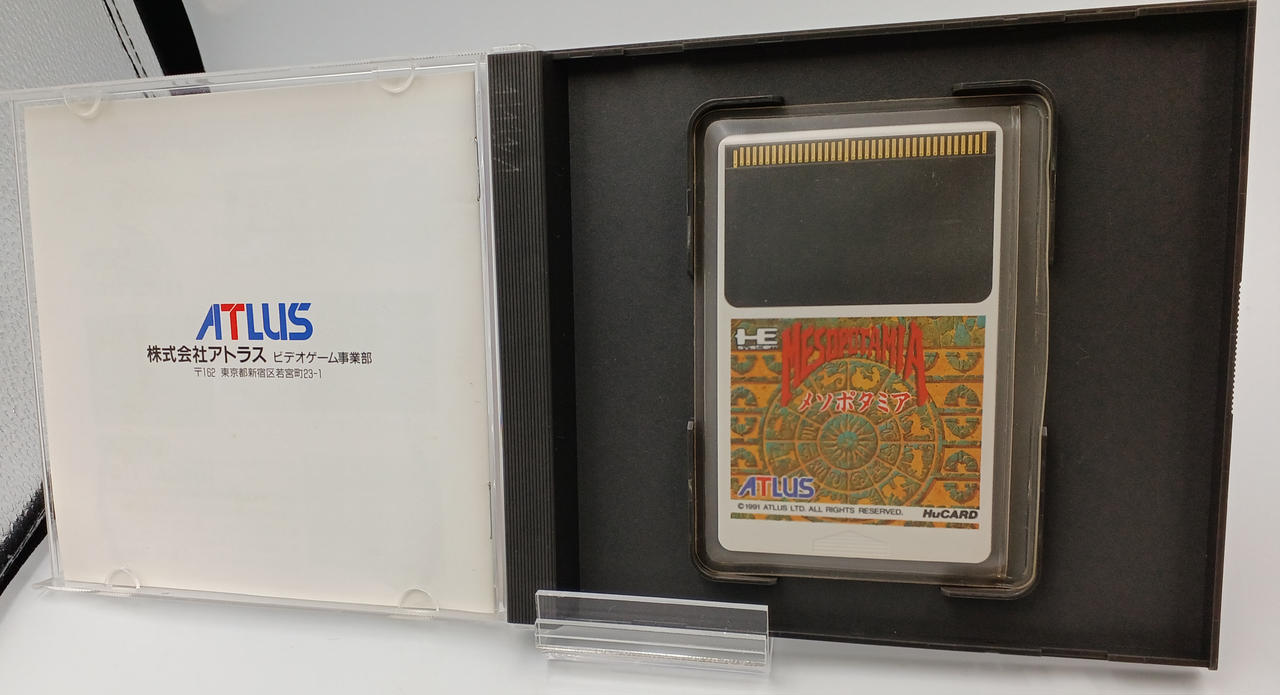 ATLUS
株式会社アトラス ビデオゲーム事業部
〒162 東京都新宿区若宮町23-1
HE
SYSTEM
MESOPOTAMIA
メソポタミア
ATLUS
©1991 ATLUS LTD. ALL RIGHTS RESERVED.
HuCARD